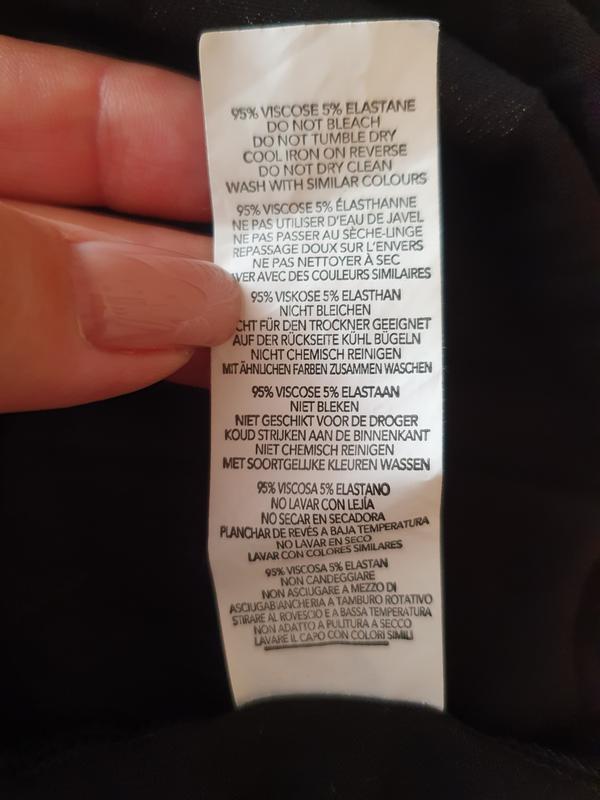 95% VISCOSE 5% ELASTANE
DO NOT BLEACH
DO NOT TUMBLE DRY
COOL IRON ON REVERSE
DO NOT DRY CLEAN
WASH WITH SIMILAR COLOURS
95% VISCOSE 5% ÉLASTHANNE
NE PAS UTILISER D'EAU DE JAVEL
NE PAS PASSER AU SÈCHE-LINGE
REPASSAGE DOUX SUR L'ENVERS
NE PAS NETTOYER À SEC
AVER AVEC DES COULEURS SIMILAIRES
95% VISKOSE 5% ELASTHAN
NICHT BLEICHEN
CHT FÜR DEN TROCKNER GEEIGNET
AUF DER RÜCKSEITE KÜHL BÜGELN
NICHT CHEMISCH REINIGEN
MIT ÄHNLICHEN FARBEN ZUSAMMEN WASCHEN
95% VISCOSE 5% ELASTAAN
NIET BLEKEN
NIET GESCHIKT VOOR DE DROGER
KOUD STRIJKEN AAN DE BINNENKANT
NIET CHEMISCH REINIGEN
MET SOORTGELIJKE KLEUREN WASSEN
95% VISCOSA 5% ELASTANO
NO LAVAR CON LEJÍA
NO SECAR EN SECADORA
PLANCHAR DE REVÉS A BAJA TEMPERATURA
NO LAVAR EN SECO
LAVAR CON COLORES SIMILARES
95% VISCOSA 5% ELASTAN
NON CANDEGGIARE
NON ASCIUGARE A MEZZO DI
ASCIUGABIANCHERIA A TAMBURO ROTATIVO
STIRARE AL ROVESCIO E A BASSA TEMPERATURA
NON ADATTO A PULITURA A SECCO
LAVARE IL CAPO CON COLORI SIMILI